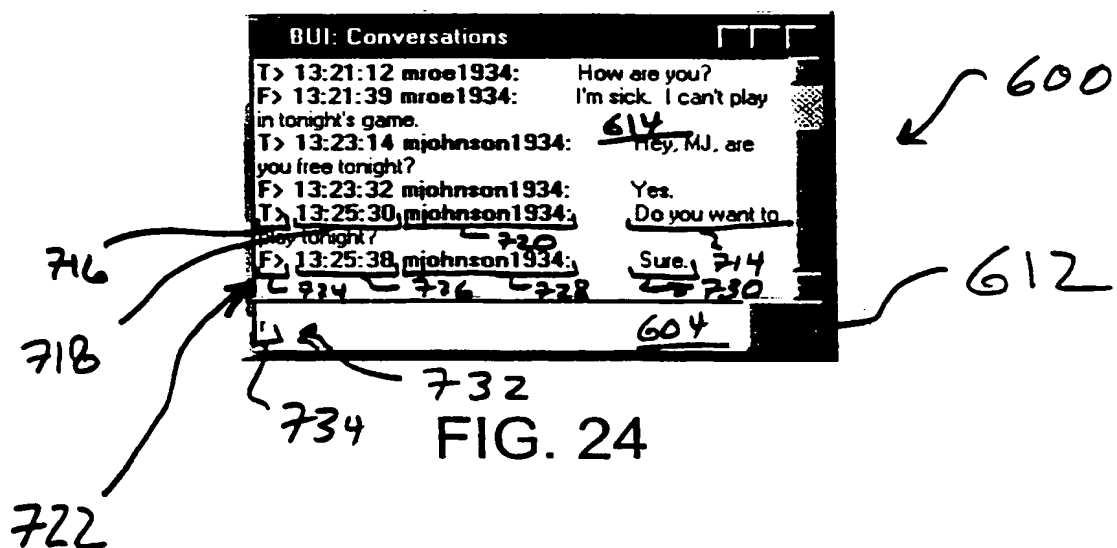 BUI: Conversations
T> 13:21:12 mroe1934: How are you?
F> 13:21:39 mroe1934: I'm sick. I can't play
in tonight's game.
614
T> 13:23:14 mjohnson1934: Hey, MJ, are
you free tonight?
F> 13:23:32 mjohnson1934: Yes.
T> 13:25:30 mjohnson1934: Do you want to
play tonight? 720
F> 13:25:38 mjohnson1934: Sure. 714
724 726 728 730
604
600
612
716
718
722
732
734
FIG. 24